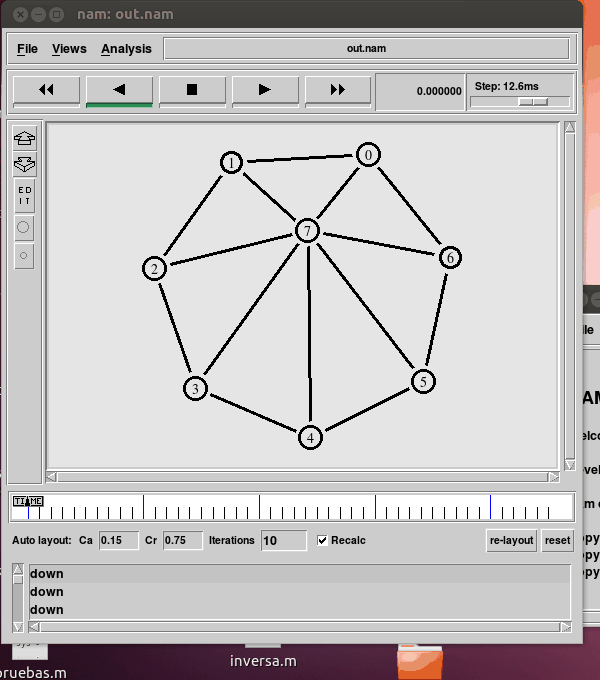 nam: out.nam
File Views Analysis out.nam
0.000000 Step: 12.6ms
ED
IT
1 0
7
2 6
3 5
4
TIME
Auto layout: Ca 0.15 Cr 0.75 Iterations 10 Recalc re-layout reset
down
down
down
inversa.m